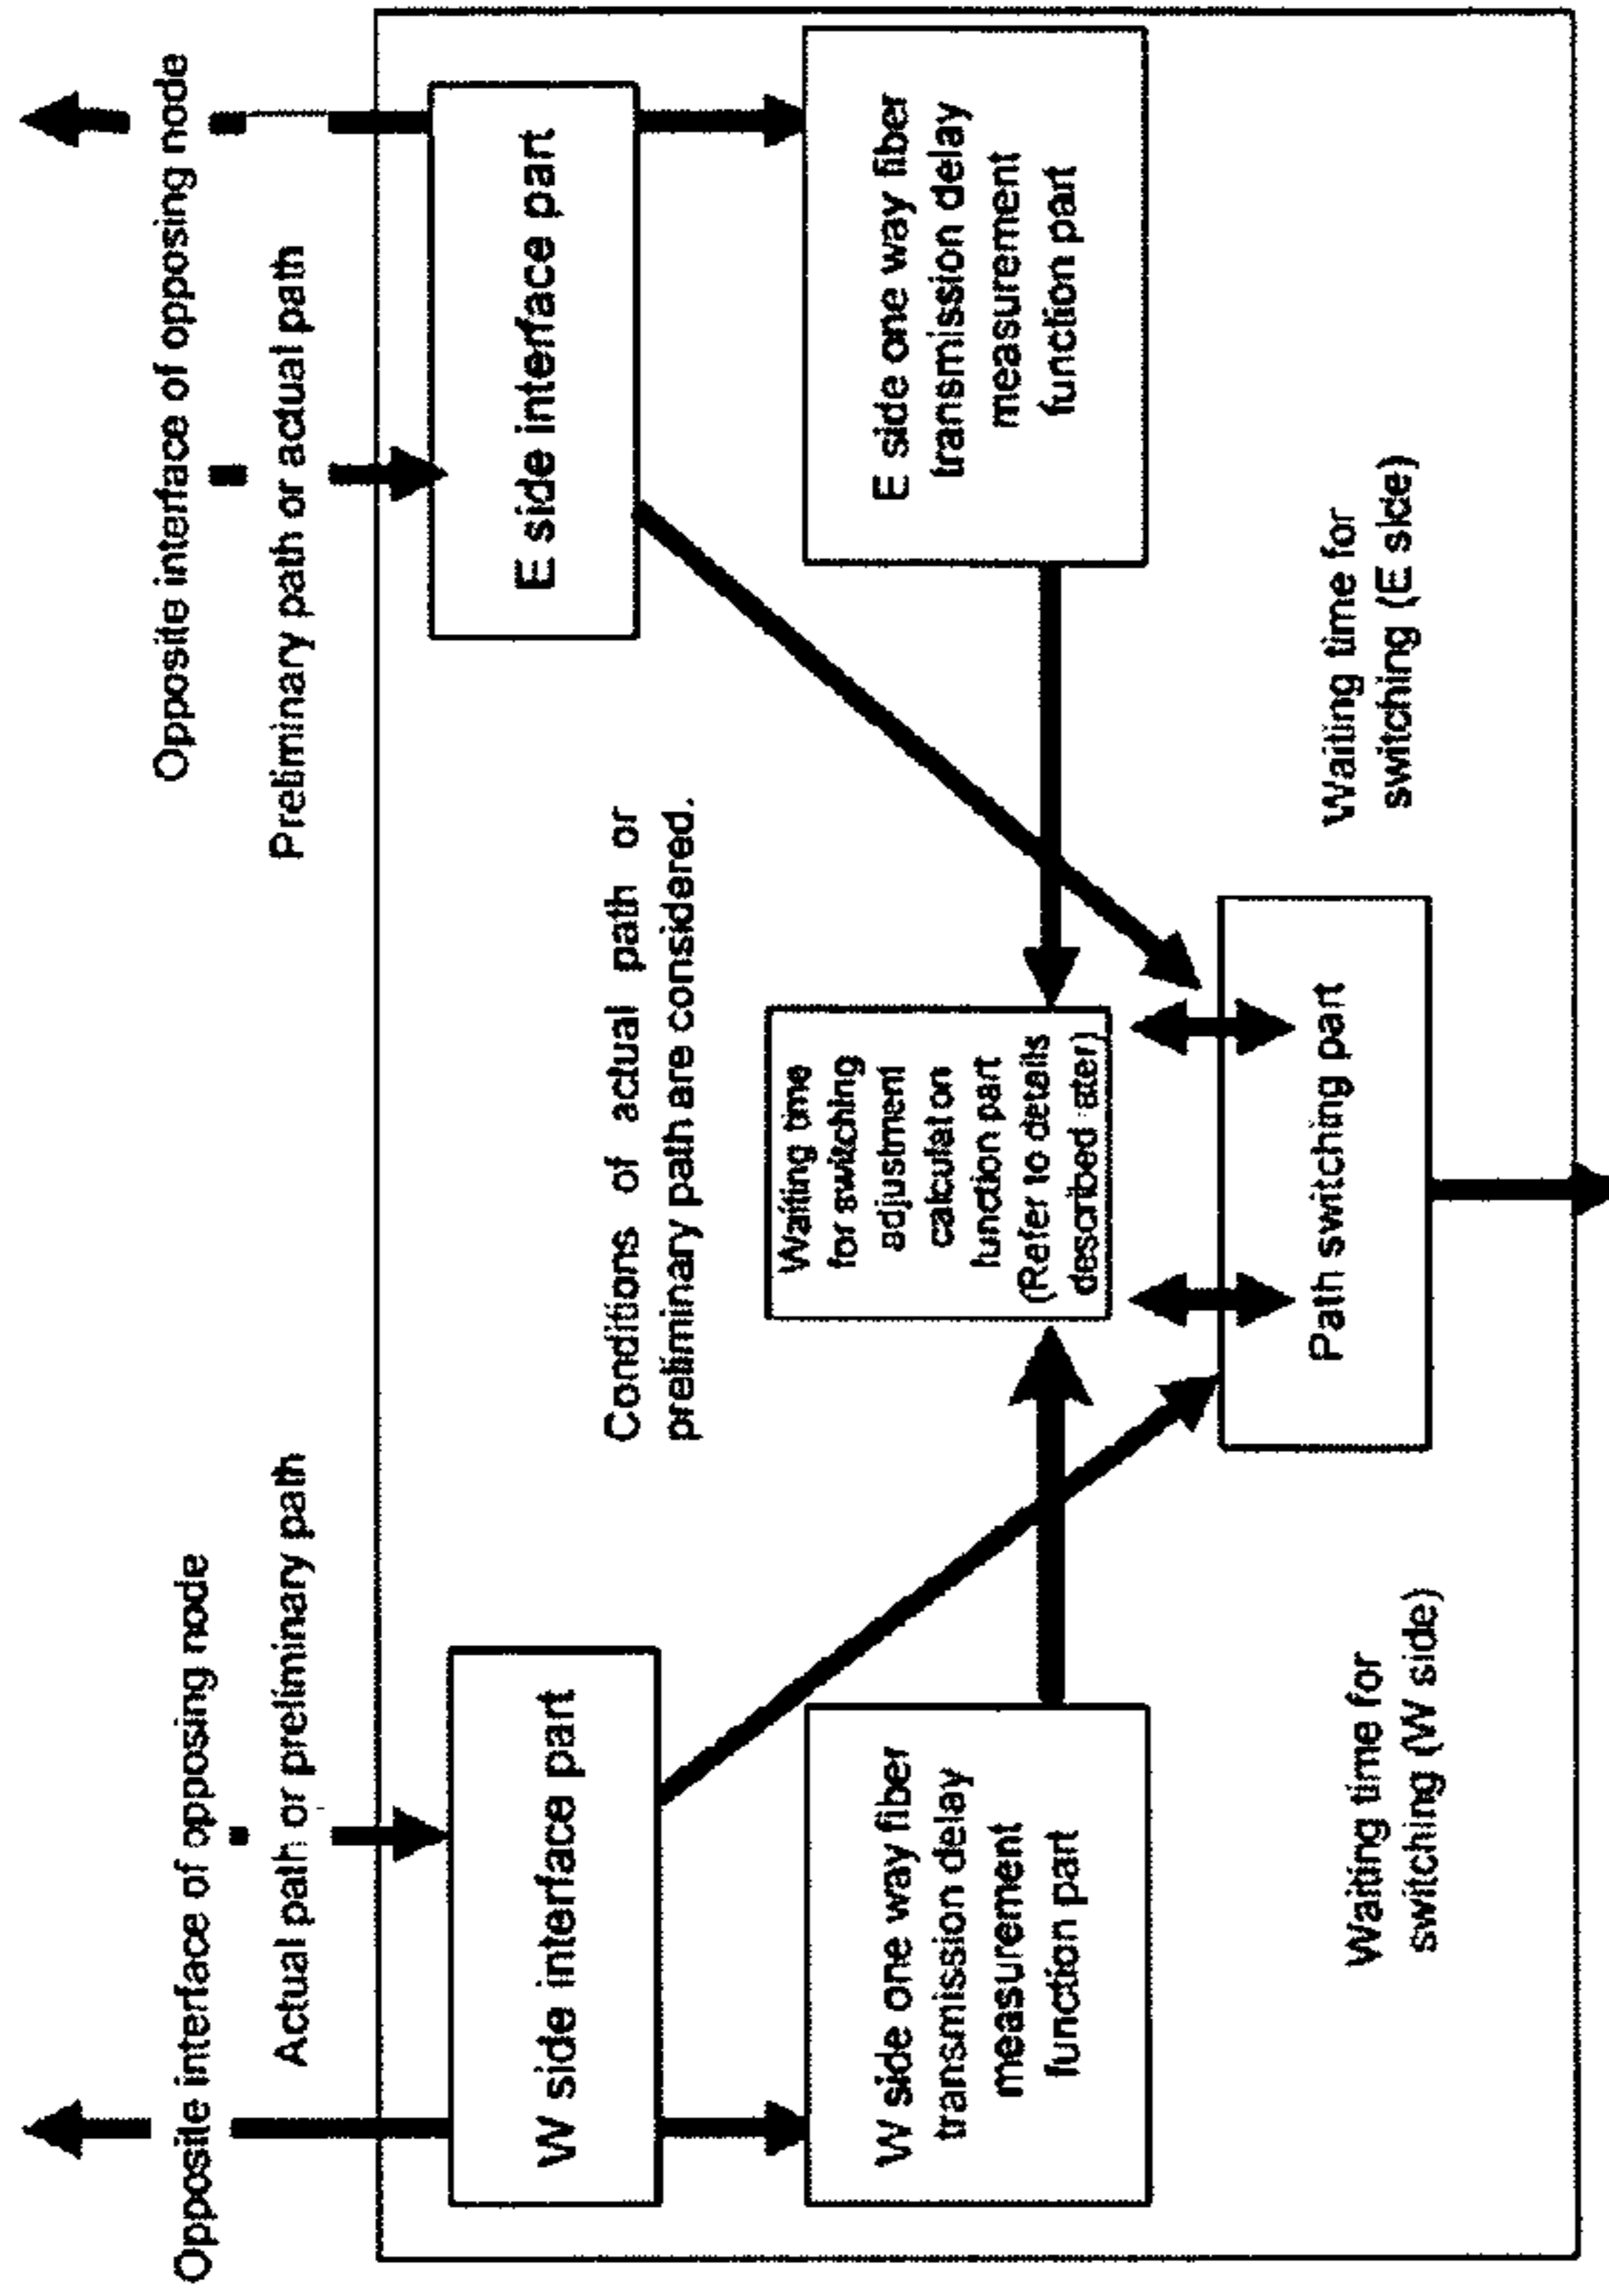 Opposite interface of opposing node
Actual path or preliminary path
Opposite interface of opposing node
Preliminary path or actual path
W side interface part
E side interface part
Conditions of actual path or
preliminary path are considered.
W side one way fiber
transmission delay
measurement
function part
Waiting time
for switching
adjustment
calculat on
function part
(Refer to details
described ater)
E side one way fiber
transmission delay
measurement
function part
Waiting time for
switching (W side)
Path switching part
Waiting time for
switching (E side)